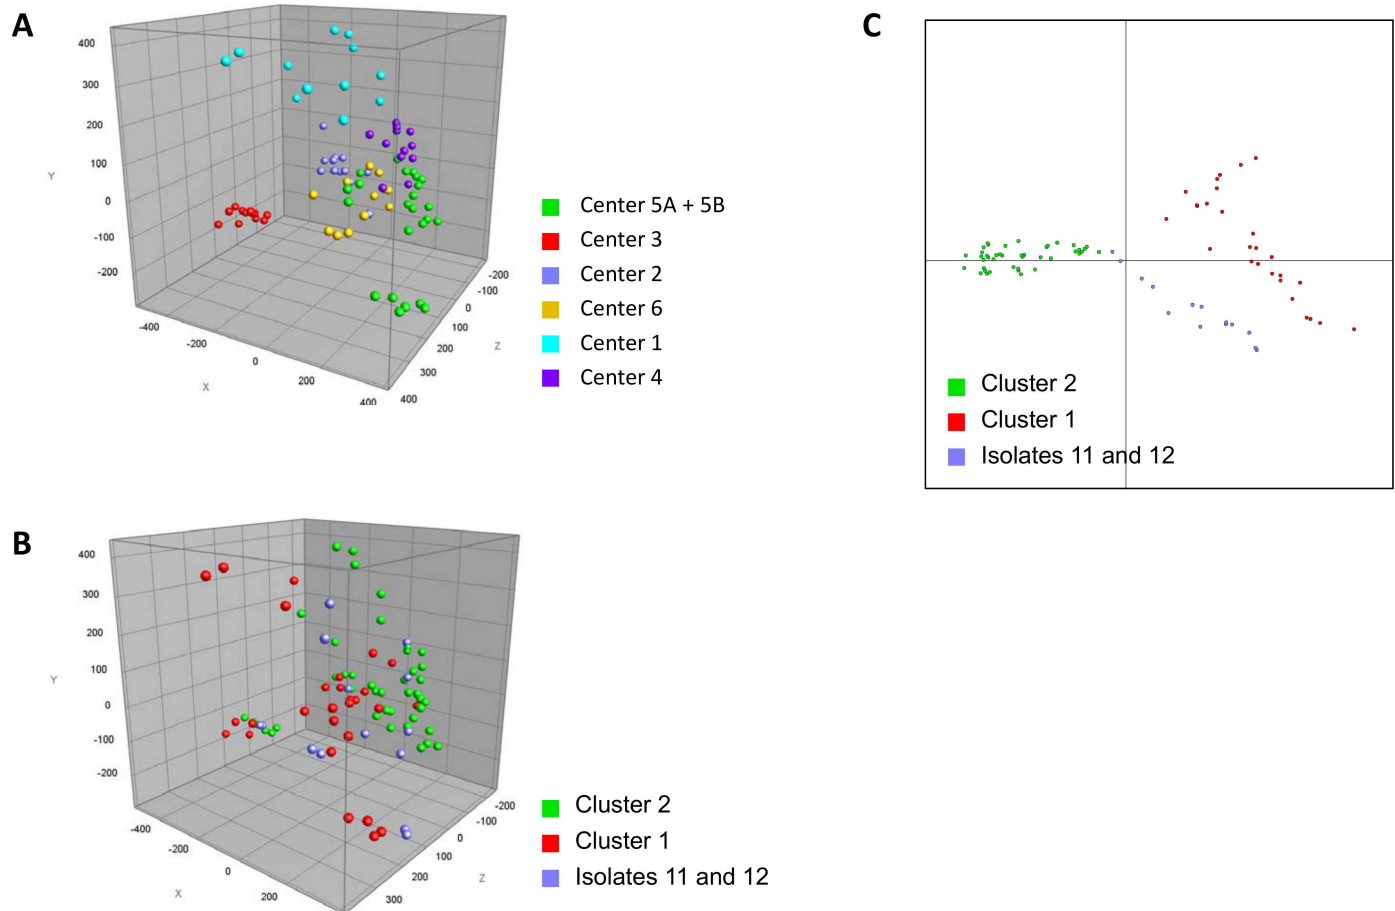 A
400
300
200
100
0
-100
-200
Y
-400
-200
0
200
400
X
-200
-100
0
100
200
300
400
Z
Center 5A + 5B
Center 3
Center 2
Center 6
Center 1
Center 4
C
Cluster 2
Cluster 1
Isolates 11 and 12
B
400
300
200
100
0
-100
-200
Y
-400
-200
0
200
X
-200
-100
0
100
200
300
Z
Cluster 2
Cluster 1
Isolates 11 and 12